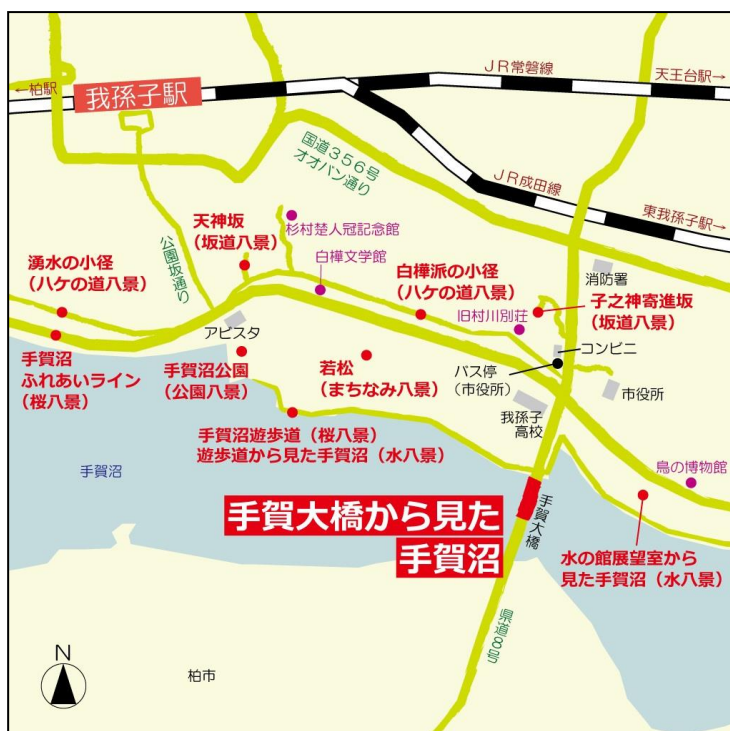 JR常磐線
天王台駅→
←柏駅
我孫子駅
国道356号
オオバン通り
JR成田線
東我孫子駅→
杉村楚人冠記念館
天神坂
(坂道八景)
公園坂通り
白樺文学館
消防署
湧水の小径
(ハケの道八景)
白樺派の小径
(ハケの道八景)
子之神寄進坂
(坂道八景)
旧村川別荘
アビスタ
コンビニ
手賀沼
ふれあいライン
(桜八景)
手賀沼公園
(公園八景)
若松
(まちなみ八景)
バス停
(市役所)
市役所
我孫子
高校
手賀沼遊歩道(桜八景)
遊歩道から見た手賀沼(水八景)
鳥の博物館
手賀沼
手賀大橋から見た
手賀沼
手賀大橋
水の館展望室から
見た手賀沼(水八景)
県道8号
N
柏市